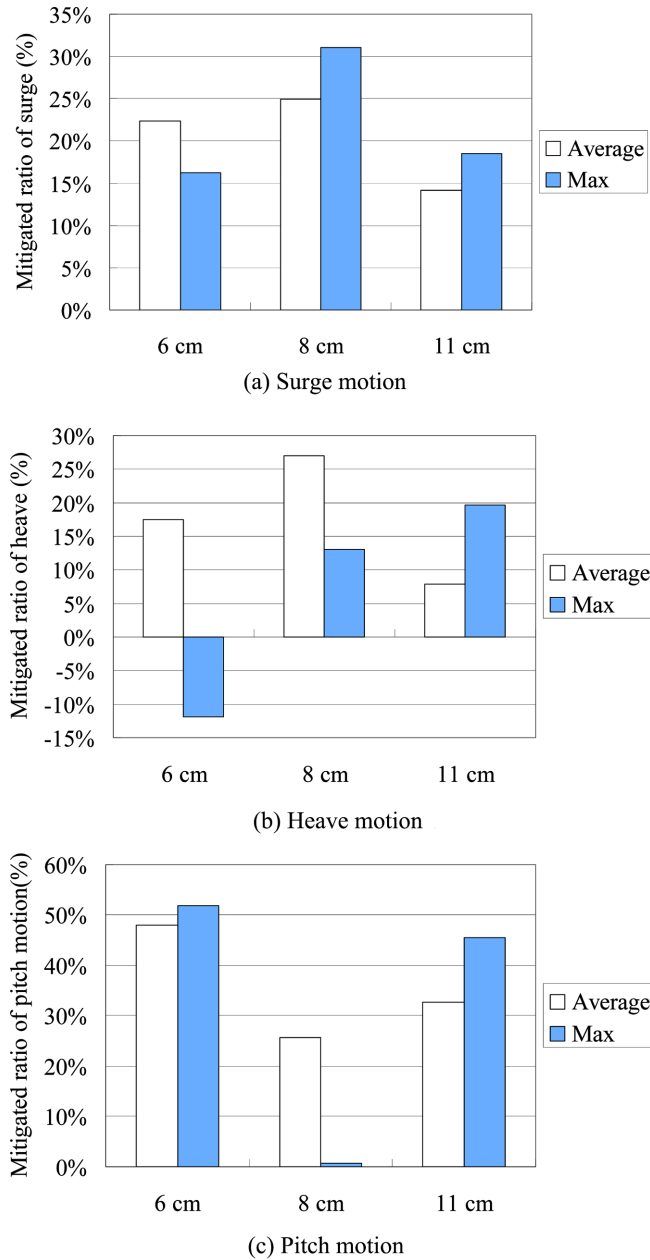 Mitigated ratio of surge (%)
35%
30%
25%
20%
15%
10%
5%
0%
6 cm 8 cm 11 cm
Average
Max
(a) Surge motion
Mitigated ratio of heave (%)
30%
25%
20%
15%
10%
5%
0%
-5%
-10%
-15%
6 cm 8 cm 11 cm
Average
Max
(b) Heave motion
Mitigated ratio of pitch motion(%)
60%
50%
40%
30%
20%
10%
0%
6 cm 8 cm 11 cm
Average
Max
(c) Pitch motion